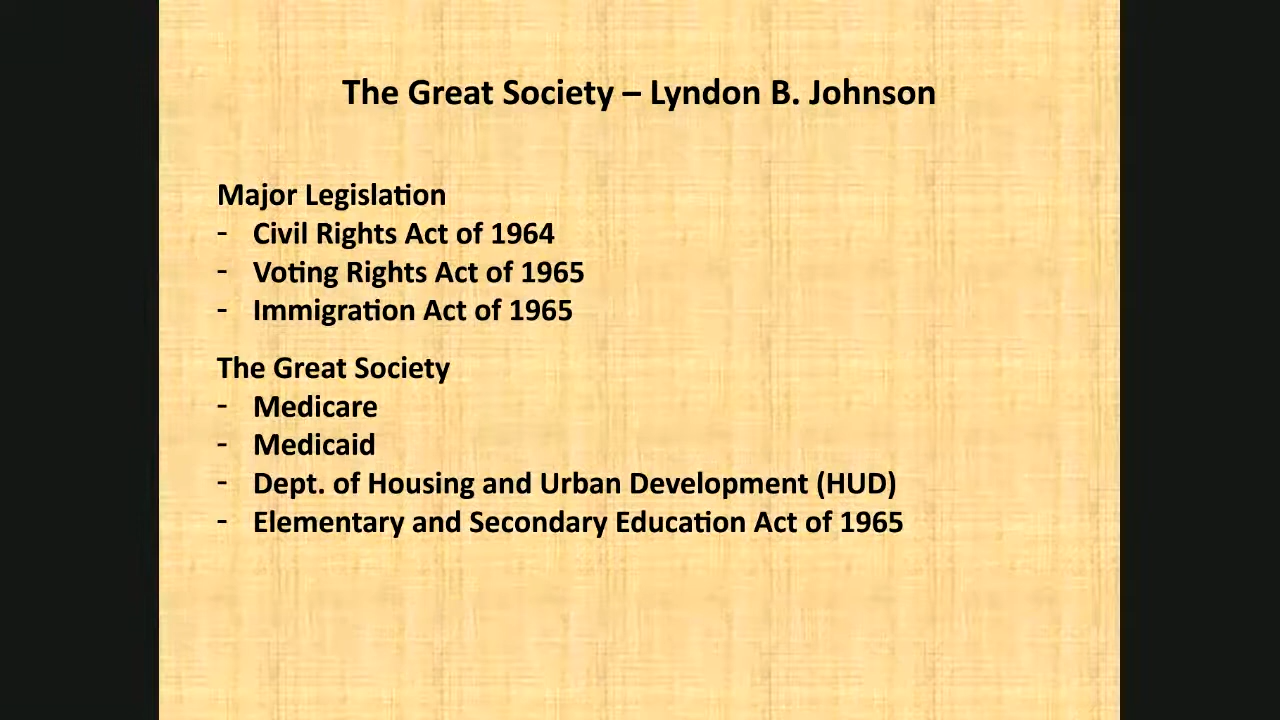 The Great Society – Lyndon B. Johnson
Major Legislation
- Civil Rights Act of 1964
- Voting Rights Act of 1965
- Immigration Act of 1965
The Great Society
- Medicare
- Medicaid
- Dept. of Housing and Urban Development (HUD)
- Elementary and Secondary Education Act of 1965